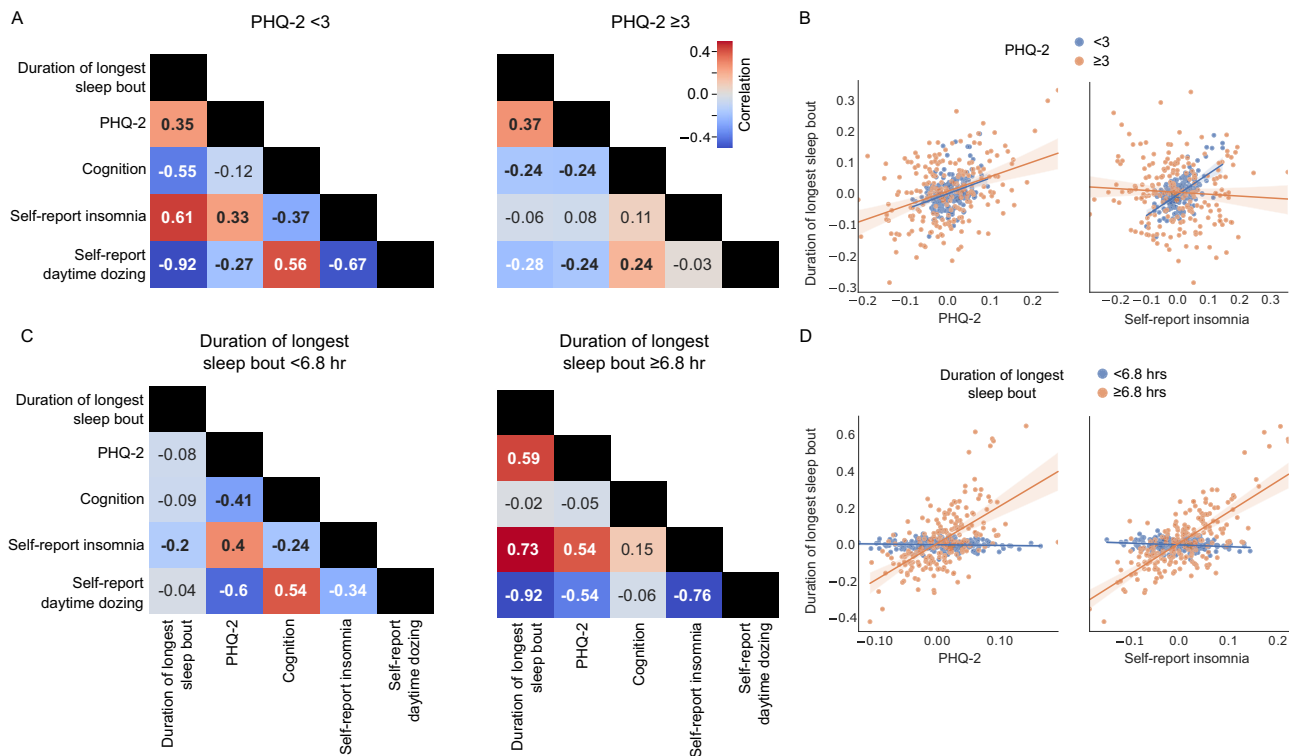 A
PHQ-2 <3
PHQ-2 ≥3
Duration of longest
sleep bout
PHQ-2
0.35
Cognition
-0.55 -0.12
Self-report insomnia
0.61 0.33 -0.37
Self-report
daytime dozing
-0.92 -0.27 0.56 -0.67
0.37
-0.24 -0.24
-0.06 0.08 0.11
-0.28 -0.24 0.24 -0.03
0.4
0.0
−0.4
Correlation
B
PHQ-2
<3
≥3
Duration of longest sleep bout
0.3
0.2
0.1
0.0
-0.1
-0.2
-0.3
−0.2 −0.1 0.0 0.1 0.2
PHQ-2
−0.2 −0.1 0.0 0.1 0.2 0.3
Self-report insomnia
C
Duration of longest
sleep bout <6.8 hr
Duration of longest
sleep bout ≥6.8 hr
Duration of longest
sleep bout
PHQ-2
-0.08
Cognition
-0.09 -0.41
Self-report insomnia
-0.2 0.4 -0.24
Self-report
daytime dozing
-0.04 -0.6 0.54 -0.34
Duration of longest
sleep bout
PHQ-2
Cognition
Self-report insomnia
Self-report
daytime dozing
0.59
-0.02 -0.05
0.73 0.54 0.15
-0.92 -0.54 -0.06 -0.76
Duration of longest
sleep bout
PHQ-2
Cognition
Self-report insomnia
Self-report
daytime dozing
D
Duration of longest
sleep bout
<6.8 hrs
≥6.8 hrs
Duration of longest sleep bout
0.6
0.4
0.2
0.0
-0.2
-0.4
−0.10 0.00 0.10
PHQ-2
−0.1 0.0 0.1 0.2
Self-report insomnia